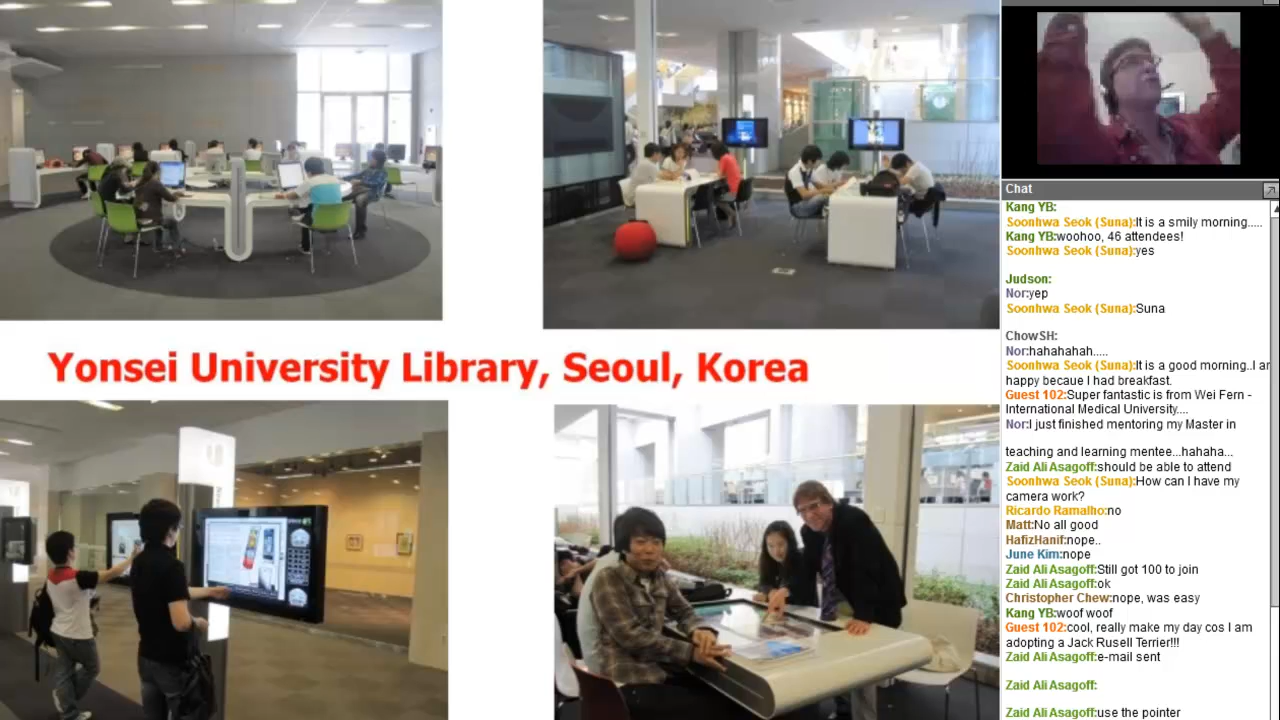 Yonsei University Library, Seoul, Korea
Chat
Kang YB:
Soonhwa Seok (Suna):It is a smily morning.....
Kang YB:woohoo, 46 attendees!
Soonhwa Seok (Suna):yes
Judson:
Nor:yep
Soonhwa Seok (Suna):Suna
ChowSH:
Nor:hahahahah.....
Soonhwa Seok (Suna):It is a good morning..I
happy becaue I had breakfast.
Guest 102:Super fantastic is from Wei Fern -
International Medical University....
Nor:I just finished mentoring my Master in
teaching and learning mentee...hahaha...
Zaid Ali Asagoff:should be able to attend
Soonhwa Seok (Suna):How can I have my
camera work?
Ricardo Ramalho:no
Matt:No all good
HafizHanif:nope..
June Kim:nope
Zaid Ali Asagoff:Still got 100 to join
Zaid Ali Asagoff:ok
Christopher Chew:nope, was easy
Kang YB:woof woof
Guest 102:cool, really make my day cos I am
adopting a Jack Rusell Terrier!!!
Zaid Ali Asagoff:e-mail sent
Zaid Ali Asagoff:
Zaid Ali Asagoff:use the pointer